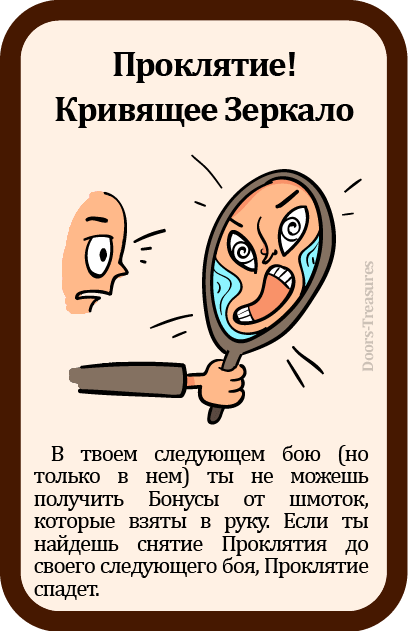 Проклятие!
Кривящее Зеркало
Doors-Treasures
В твоем следующем бою (но
только в нем) ты не можешь
получить Бонусы от шмоток,
которые взяты в руку. Если ты
найдешь снятие Проклятия до
своего следующего боя, Проклятие
спадет.